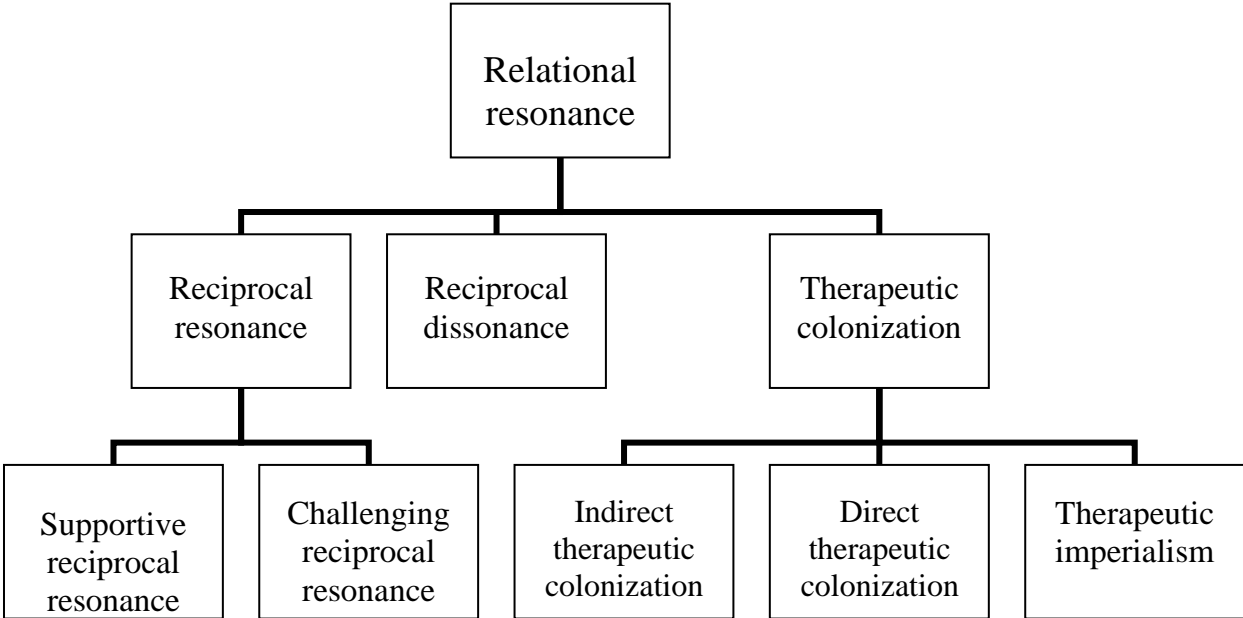 Relational
resonance
Reciprocal
resonance
Reciprocal
dissonance
Therapeutic
colonization
Supportive
reciprocal
resonance
Challenging
reciprocal
resonance
Indirect
therapeutic
colonization
Direct
therapeutic
colonization
Therapeutic
imperialism